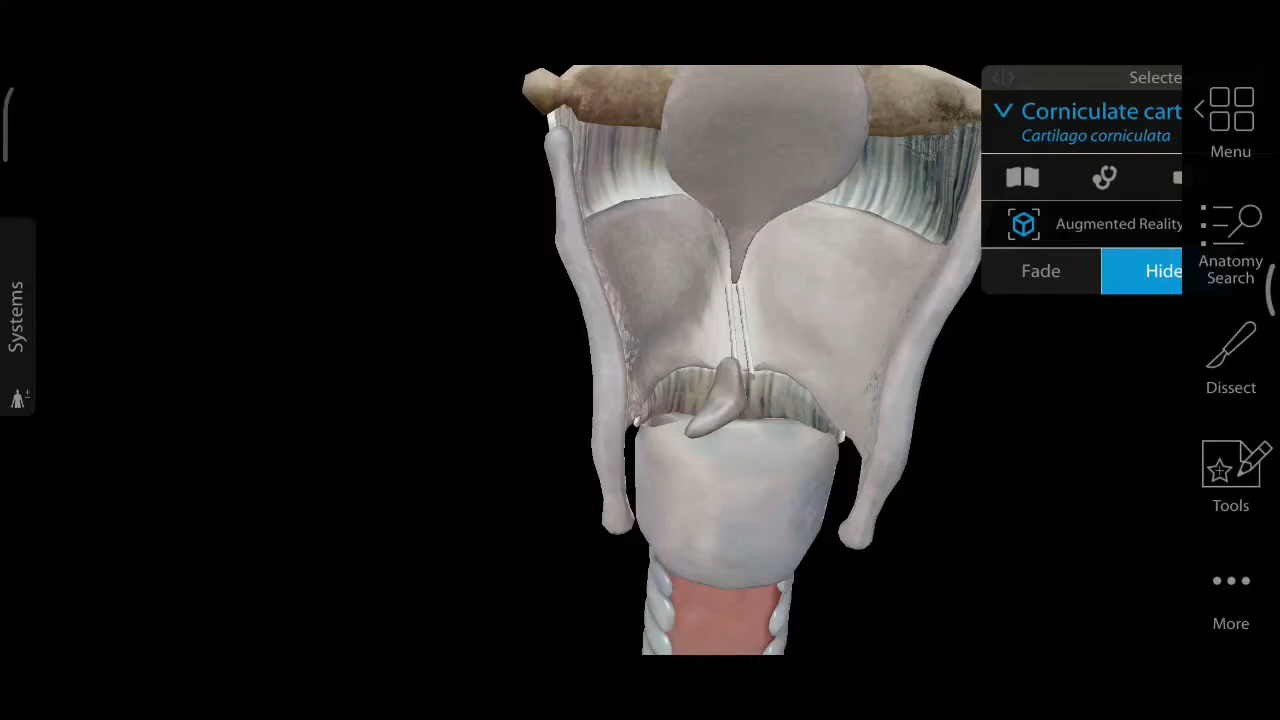 Selecte
Corniculate cart
Cartilago corniculata
Augmented Reality
Fade
Hide
Menu
Anatomy
Search
Dissect
Tools
More
Systems